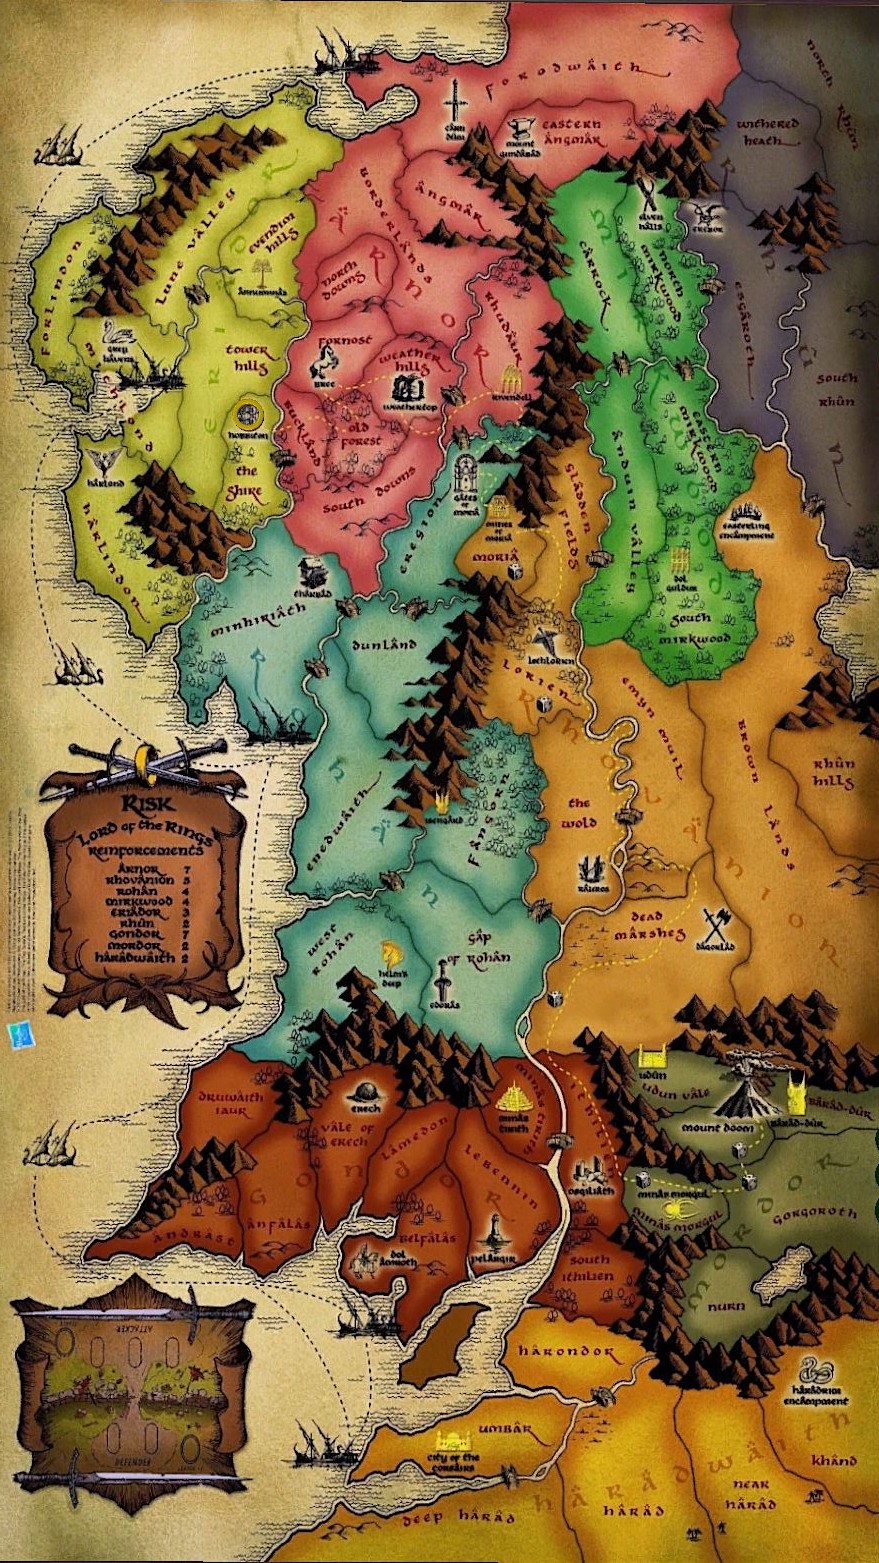 Forodwaith
North
Rhûn
Withered
Heath
Carn
Dûm
Mount
Gundabad
Eastern
Angmar
Borderlands
Angmar
Elven
Halls
Erebor
Forlindon
Lune Valley
Evendim
Hills
Annuminas
North
Downs
Rhudaur
Carrock
North
Mirkwood
Esgaroth
South
Rhûn
Grey
Havens
Mithlond
Tower
Hills
Fornost
Bree
Weather
Hills
Weathertop
Rivendell
Hobbiton
Buckland
Old
Forest
Harlond
The
Shire
South Downs
Eregion
Gates
of
Moria
Mines
of
Moria
Moria
Gladden
Fields
Anduin Valley
Eastern
Mirkwood
Easterling
Encampment
Harlindon
Minhiriath
Tharbad
Dunland
Lothlorien
Lorien
Dol
Guldur
South
Mirkwood
Emyn Muil
Brown Lands
Rhûn
Hills
Enedwaith
Isengard
Fangorn
The
Wold
Rauros
Dead
Marshes
Dagorlad
Risk
Lord of the Rings
Reinforcements
Arnor 7
Rhovanion 5
Rohan 4
Mirkwood 4
Eriador 3
Rhûn 2
Gondor 7
Mordor 2
Haradwaith 2
West
Rohan
Helm's
Deep
Gap
of Rohan
Edoras
Druwaith
Iaur
Erech
Vale of
Erech
Lamedon
Lebennin
Minas
Tirith
Minas Tirith
Ithilien
Osgiliath
Udûn
Udun Vale
Mount Doom
Barad-Dûr
Barad-Dûr
Minas Morgul
Minas Morgul
Gorgoroth
Mordor
Andrast
Anfalas
Gondor
Belfalas
Dol
Amroth
Pelargir
South
Ithilien
Nurn
Attacker
Defender
Harondor
Haradrim
Encampment
Umbar
City of the
Corsairs
Haradwaith
Deep Harad
Harad
Near
Harad
Khand